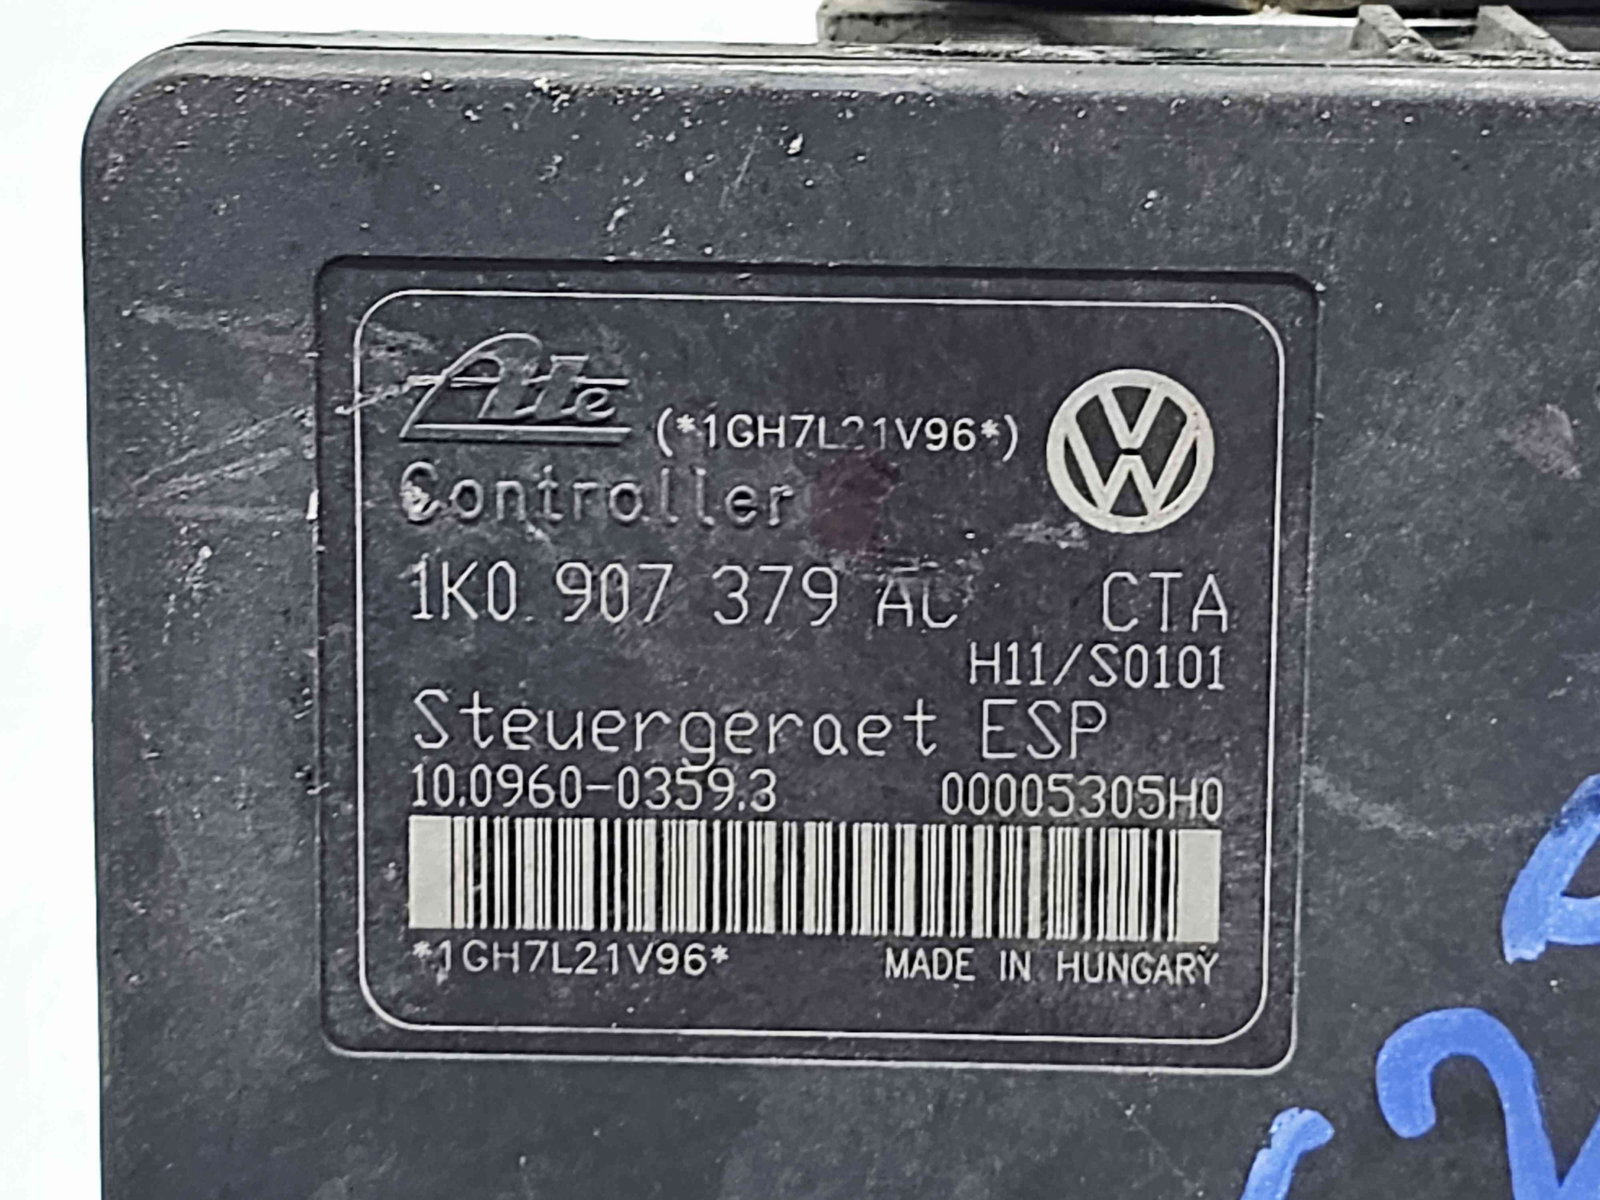 Ate (*1GH7L21V96*)
Controller
1K0 907 379 CTA
H11/S0101
Steuergeraet ESP
10.0960-0359.3 00005305H0
*1GH7L21V96* MADE IN HUNGARY